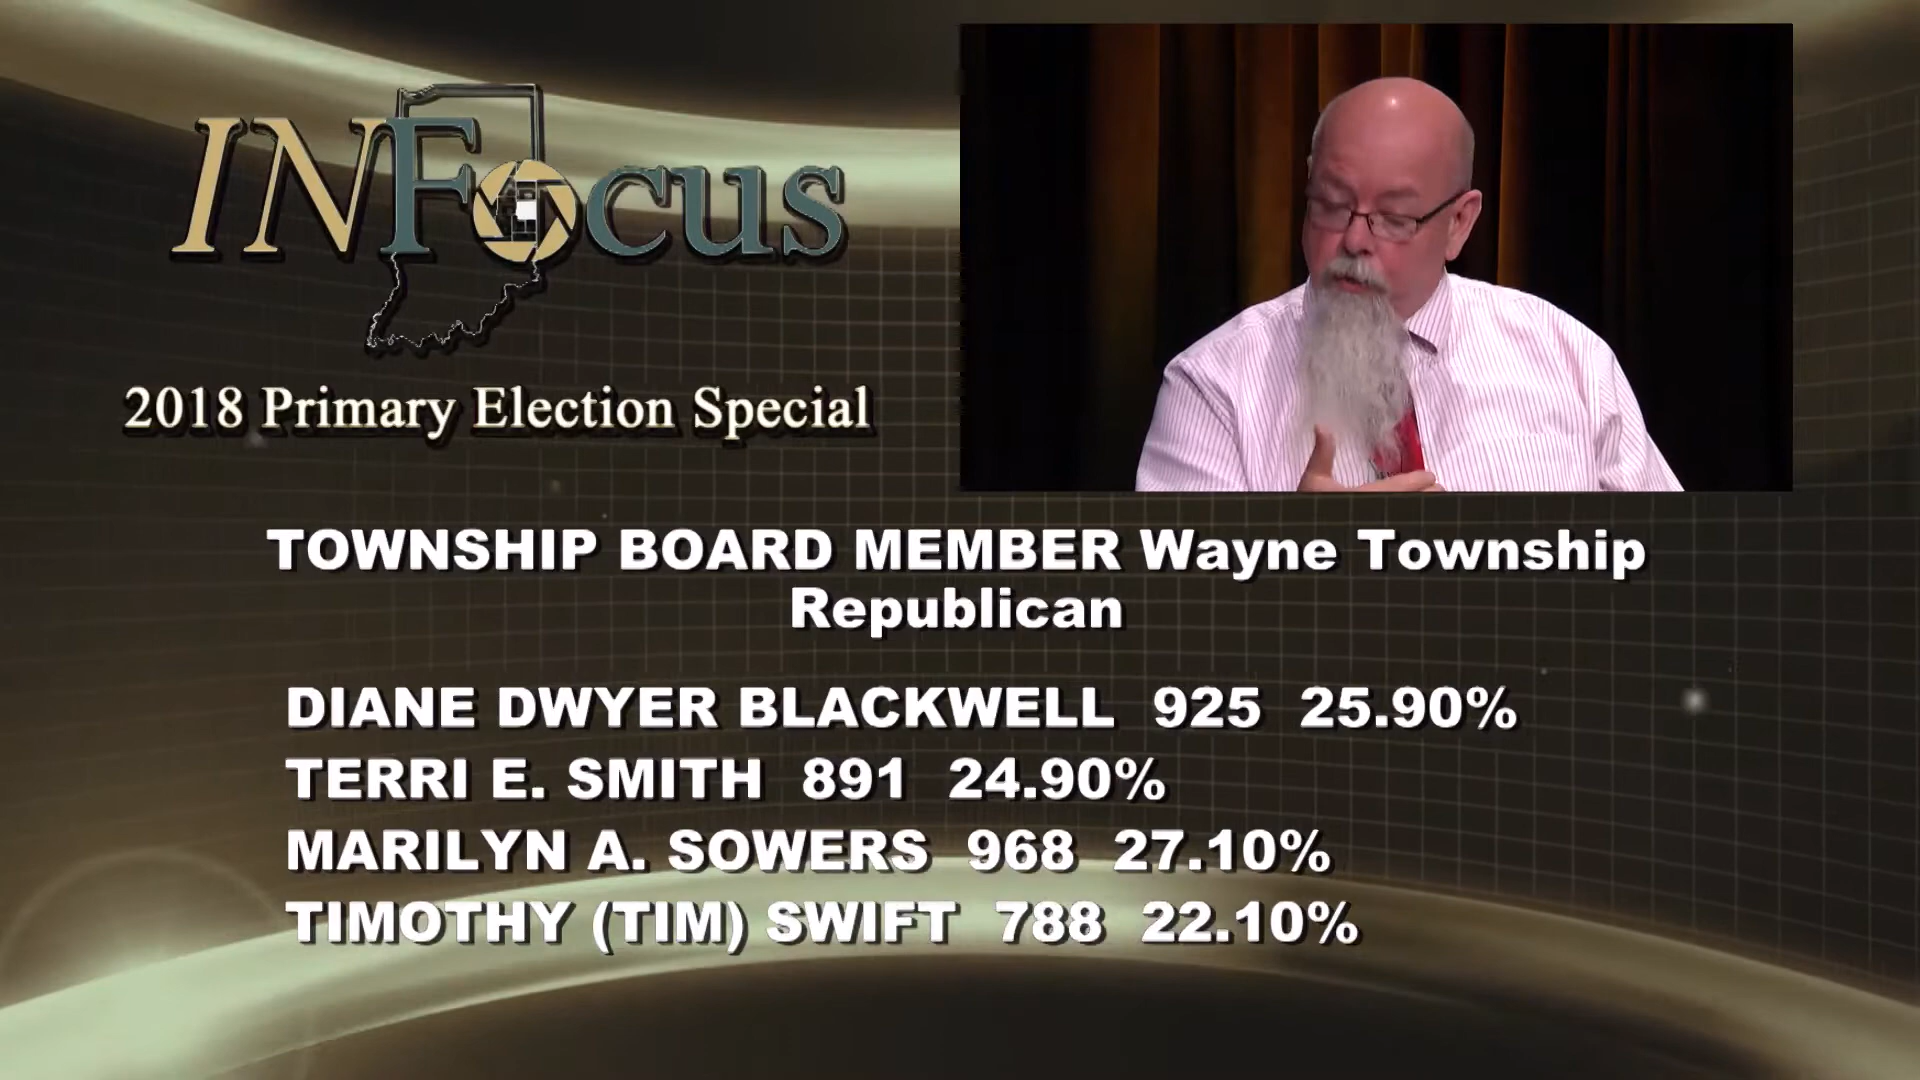 INFocus
2018 Primary Election Special
TOWNSHIP BOARD MEMBER Wayne Township
Republican
DIANE DWYER BLACKWELL 925 25.90%
TERRI E. SMITH 891 24.90%
MARILYN A. SOWERS 968 27.10%
TIMOTHY (TIM) SWIFT 788 22.10%